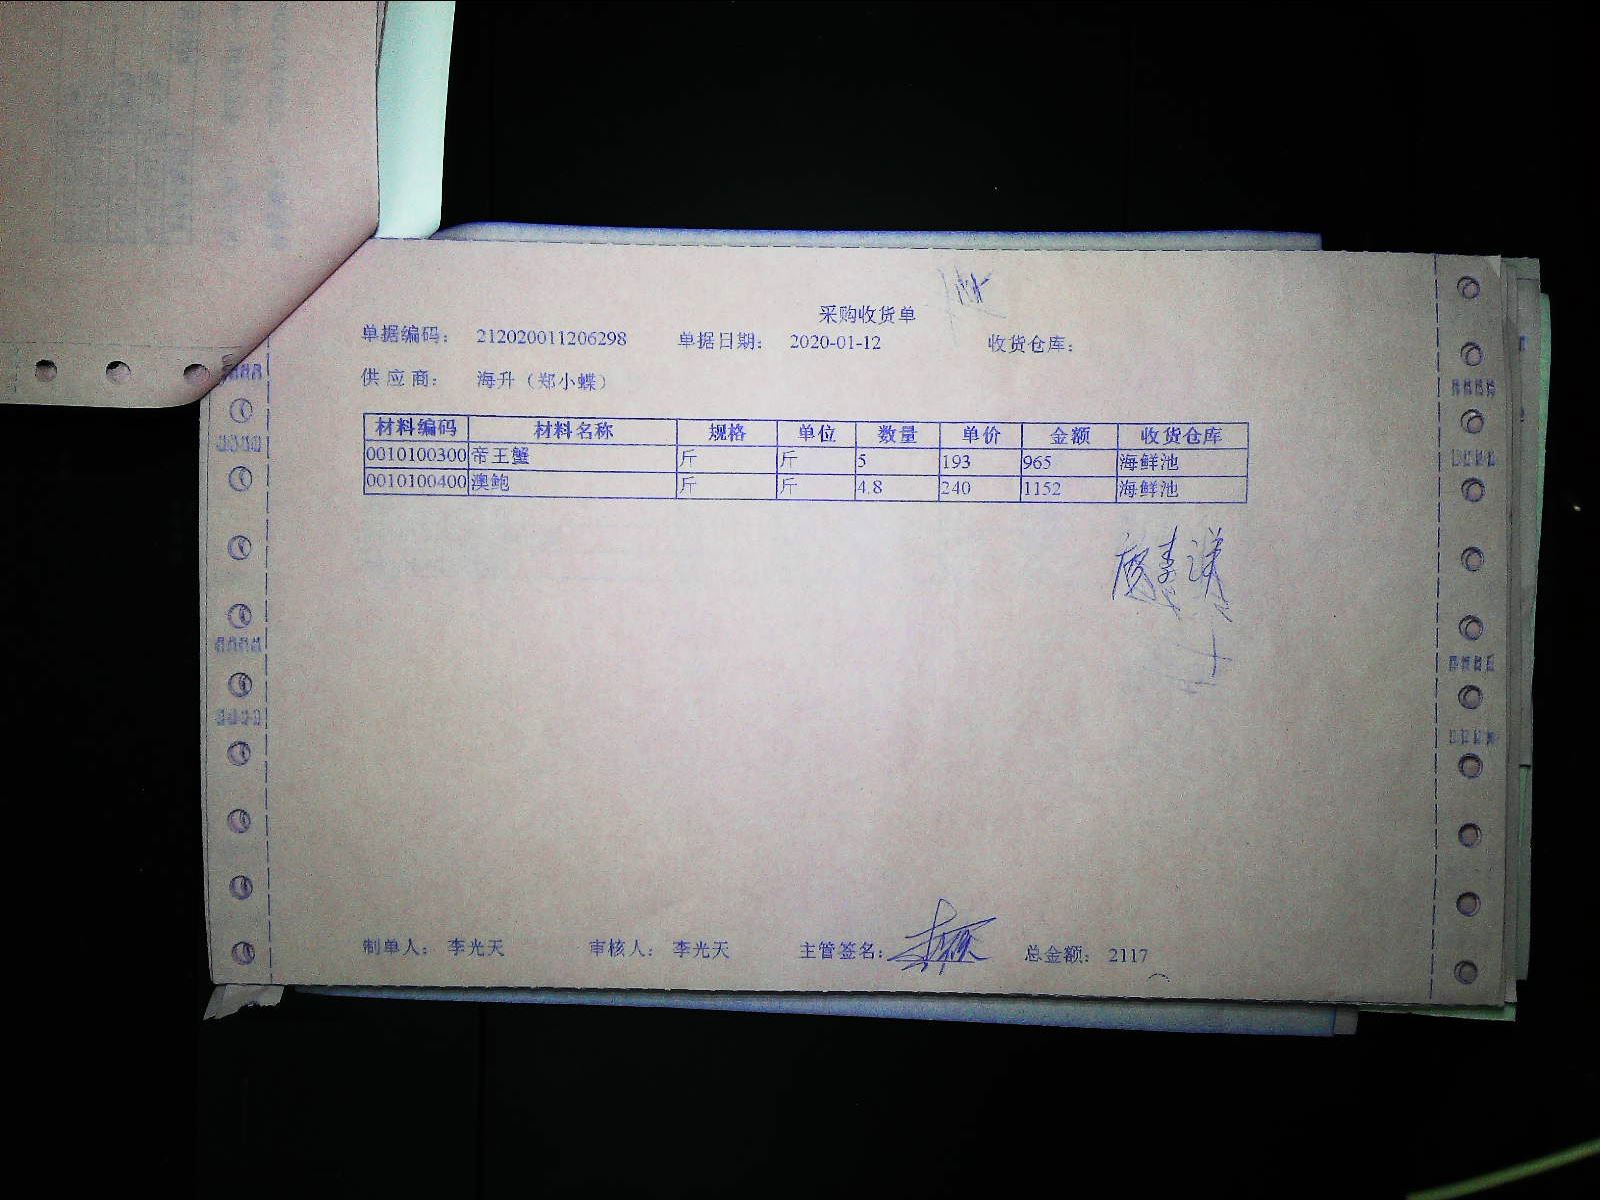 采购收货单
单据编码： 212020011206298 单据日期： 2020-01-12 收货仓库：
供 应 商： 海升（郑小蝶）
材料编码 材料名称 规格 单位 数量 单价 金额 收货仓库
0010100300 帝王蟹 斤 斤 5 193 965 海鲜池
0010100400 澳鲍 斤 斤 4.8 240 1152 海鲜池
制单人： 李光天 审核人： 李光天 主管签名： 总金额： 2117